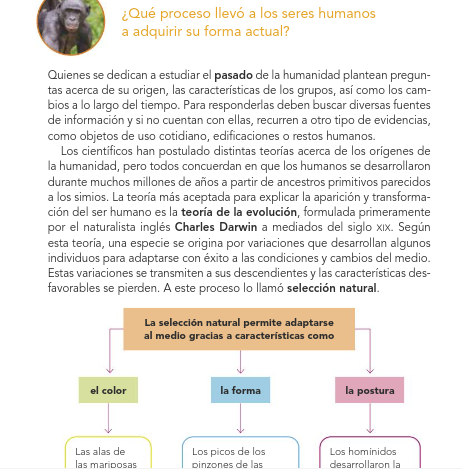 ¿Qué proceso llevó a los seres humanos
a adquirir su forma actual?
Quienes se dedican a estudiar el pasado de la humanidad plantean pregun-
tas acerca de su origen, las características de los grupos, así como los cam-
bios a lo largo del tiempo. Para responderlas deben buscar diversas fuentes
de información y si no cuentan con ellas, recurren a otro tipo de evidencias,
como objetos de uso cotidiano, edificaciones o restos humanos.
Los científicos han postulado distintas teorías acerca de los orígenes de
la humanidad, pero todos concuerdan en que los humanos se desarrollaron
durante muchos millones de años a partir de ancestros primitivos parecidos
a los simios. La teoría más aceptada para explicar la aparición y transforma-
ción del ser humano es la teoría de la evolución, formulada primeramente
por el naturalista inglés Charles Darwin a mediados del siglo XIX. Según
esta teoría, una especie se origina por variaciones que desarrollan algunos
individuos para adaptarse con éxito a las condiciones y cambios del medio.
Estas variaciones se transmiten a sus descendientes y las características des-
favorables se pierden. A este proceso lo llamó selección natural.
La selección natural permite adaptarse
al medio gracias a características como
el color
la forma
la postura
Las alas de
las mariposas
Los picos de los
pinzones de las
Los homínidos
desarrollaron la